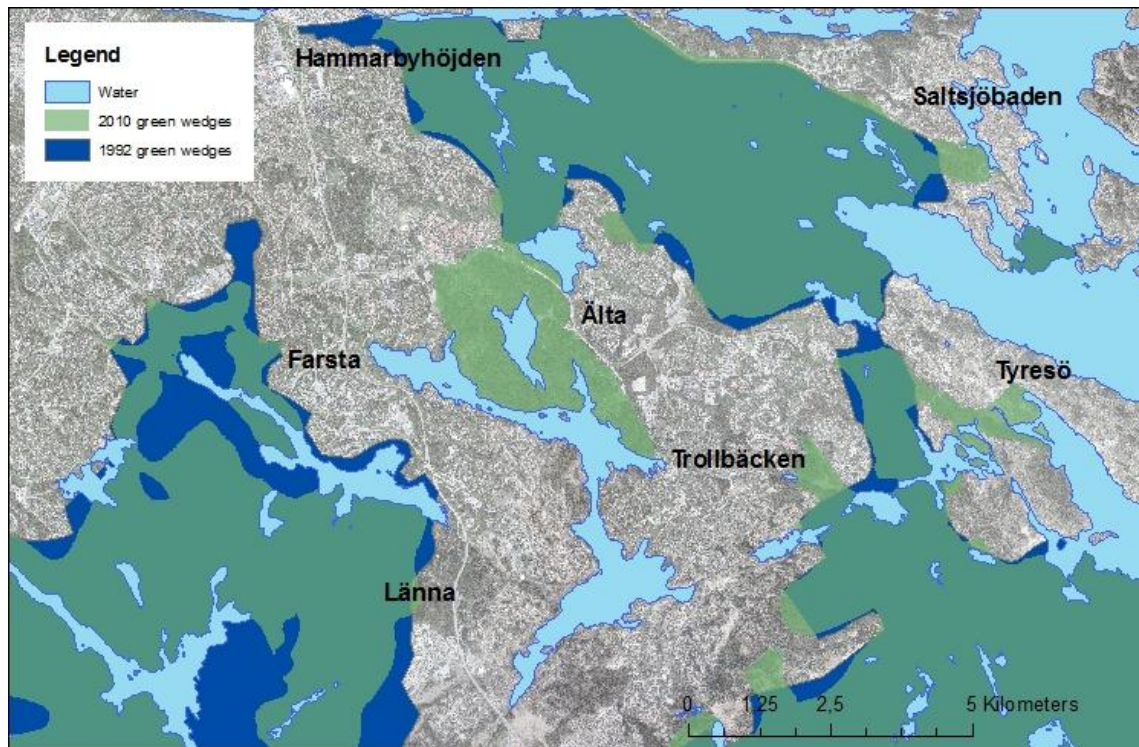 Legend
Water
2010 green wedges
1992 green wedges
Hammarbyhöjden
Saltsjöbaden
Älta
Farsta
Tyresö
Trollbäcken
Länna
0 1,25 2,5 5 Kilometers